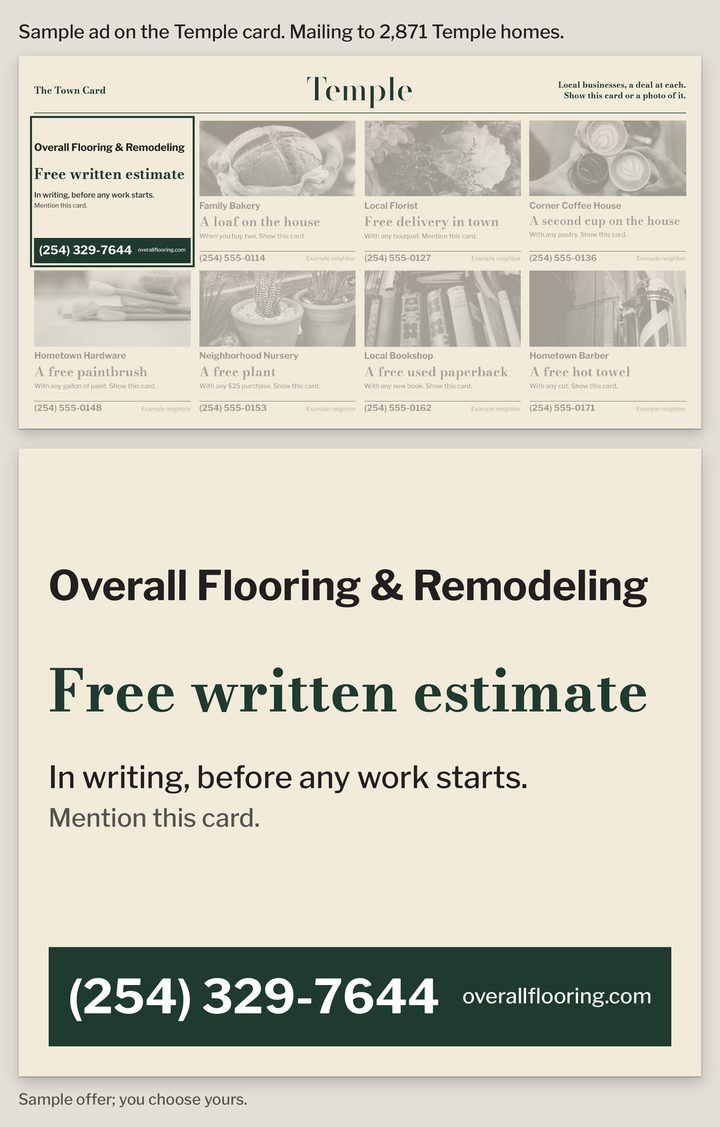 Sample ad on the Temple card. Mailing to 2,871 Temple homes.
The Town Card
Temple
Local businesses, a deal at each.
Show this card or a photo of it.
Overall Flooring & Remodeling
Free written estimate
In writing, before any work starts.
Mention this card.
(254) 329-7644 overallflooring.com
Family Bakery
A loaf on the house
When you buy two. Show this card.
(254) 555-0114 Example neighbor
Local Florist
Free delivery in town
With any bouquet. Mention this card.
(254) 555-0127 Example neighbor
Corner Coffee House
A second cup on the house
With any pastry. Show this card.
(254) 555-0136 Example neighbor
Hometown Hardware
A free paintbrush
With any gallon of paint. Show this card.
(254) 555-0148 Example neighbor
Neighborhood Nursery
A free plant
With any $25 purchase. Show this card.
(254) 555-0153 Example neighbor
Local Bookshop
A free used paperback
With any new book. Show this card.
(254) 555-0162 Example neighbor
Hometown Barber
A free hot towel
With any cut. Show this card.
(254) 555-0171 Example neighbor
Overall Flooring & Remodeling
Free written estimate
In writing, before any work starts.
Mention this card.
(254) 329-7644 overallflooring.com
Sample offer; you choose yours.